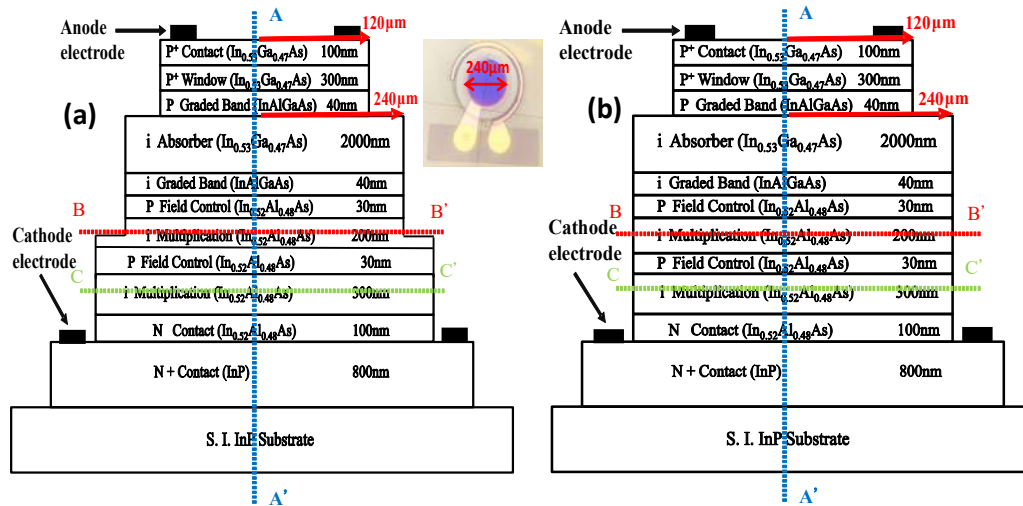 A
120μm
Anode
electrode
P⁺ Contact (In₀.₅₃Ga₀.₄₇As) 100nm
P⁺ Window (In₀.₅₃Ga₀.₄₇As) 300nm
P Graded Band (InAlGaAs) 40nm
(a)
240μm
i Absorber (In₀.₅₃Ga₀.₄₇As) 2000nm
i Graded Band (InAlGaAs) 40nm
P Field Control (In₀.₅₂Al₀.₄₈As) 30nm
B B'
i Multiplication (In₀.₅₂Al₀.₄₈As) 200nm
Cathode
electrode
P Field Control (In₀.₅₂Al₀.₄₈As) 30nm
C C'
i Multiplication (In₀.₅₂Al₀.₄₈As) 300nm
N Contact (In₀.₅₂Al₀.₄₈As) 100nm
N + Contact (InP) 800nm
S. I. InP Substrate
A'
240μm
A
120μm
Anode
electrode
P⁺ Contact (In₀.₅₃Ga₀.₄₇As) 100nm
P⁺ Window (In₀.₅₃Ga₀.₄₇As) 300nm
P Graded Band (InAlGaAs) 40nm
(b)
240μm
i Absorber (In₀.₅₃Ga₀.₄₇As) 2000nm
i Graded Band (InAlGaAs) 40nm
P Field Control (In₀.₅₂Al₀.₄₈As) 30nm
B B'
i Multiplication (In₀.₅₂Al₀.₄₈As) 200nm
Cathode
electrode
P Field Control (In₀.₅₂Al₀.₄₈As) 30nm
C C'
i Multiplication (In₀.₅₂Al₀.₄₈As) 300nm
N Contact (In₀.₅₂Al₀.₄₈As) 100nm
N + Contact (InP) 800nm
S. I. InP Substrate
A'